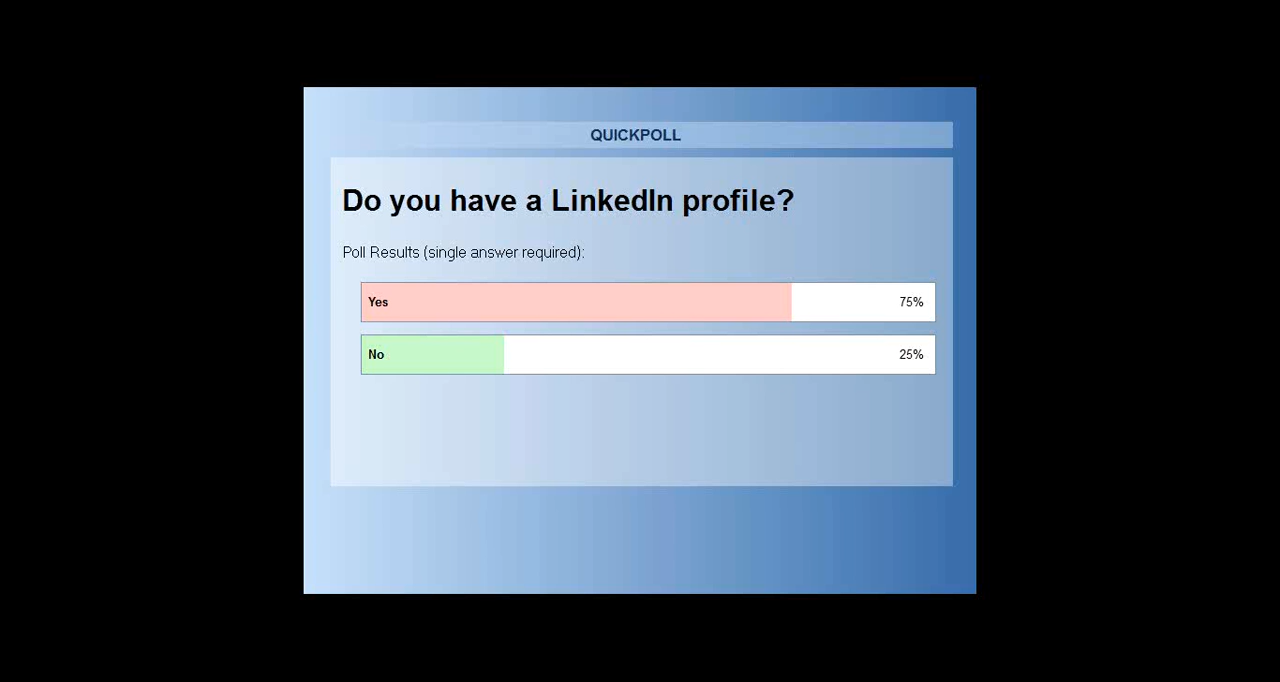 QUICKPOLL
Do you have a LinkedIn profile?
Poll Results (single answer required):
Yes 75%
No 25%